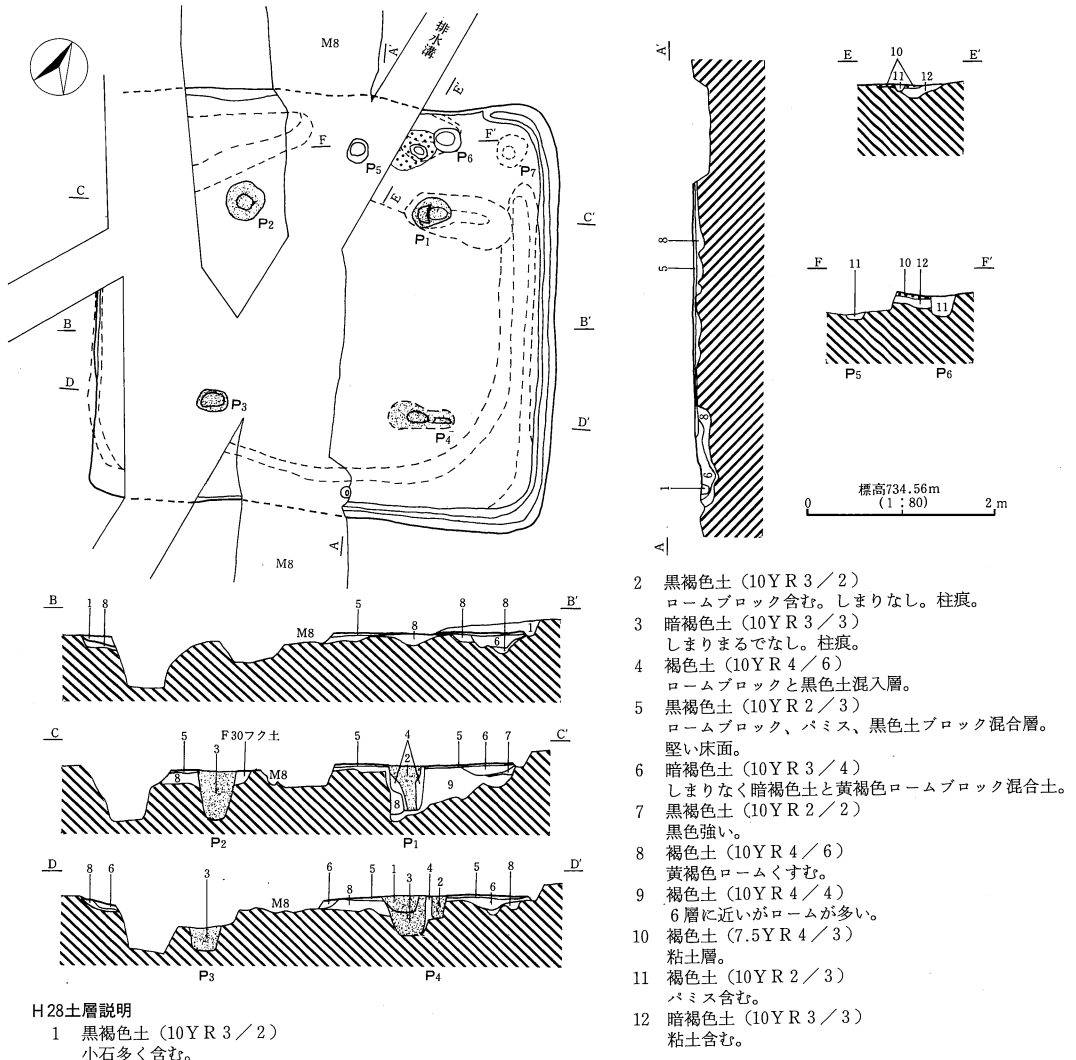 M8
排水溝
A'
E'
C
F
F'
P5
P6
P7
E
P2
P1
C'
B
B'
D
P3
P4
D'
A
M8
B
1
8
M8
5
8
8
6
8
1
B'
C
5
8
3
F30フク土
M8
5
4
2
8
9
5
6
7
C'
P2
P1
D
8
6
3
M8
6
8
5
1
3
4
2
5
6
8
D'
P3
P4
A'
8
5
8
6
1
A
E
10
11
12
E'
F
11
10
12
11
F'
P5
P6
標高734.56m
(1：80)
0
2m
H28土層説明
1 黒褐色土(10YR3／2)
小石多く含む。
2 黒褐色土(10YR3／2)
ロームブロック含む。しまりなし。柱痕。
3 暗褐色土(10YR3／3)
しまりまるでなし。柱痕。
4 褐色土(10YR4／6)
ロームブロックと黒色土混入層。
5 黒褐色土(10YR2／3)
ロームブロック、パミス、黒色土ブロック混合層。
堅い床面。
6 暗褐色土(10YR3／4)
しまりなく暗褐色土と黄褐色ロームブロック混合土。
7 黒褐色土(10YR2／2)
黒色強い。
8 褐色土(10YR4／6)
黄褐色ロームくすむ。
9 褐色土(10YR4／4)
6層に近いがロームが多い。
10 褐色土(7.5YR4／3)
粘土層。
11 褐色土(10YR2／3)
パミス含む。
12 暗褐色土(10YR3／3)
粘土含む。